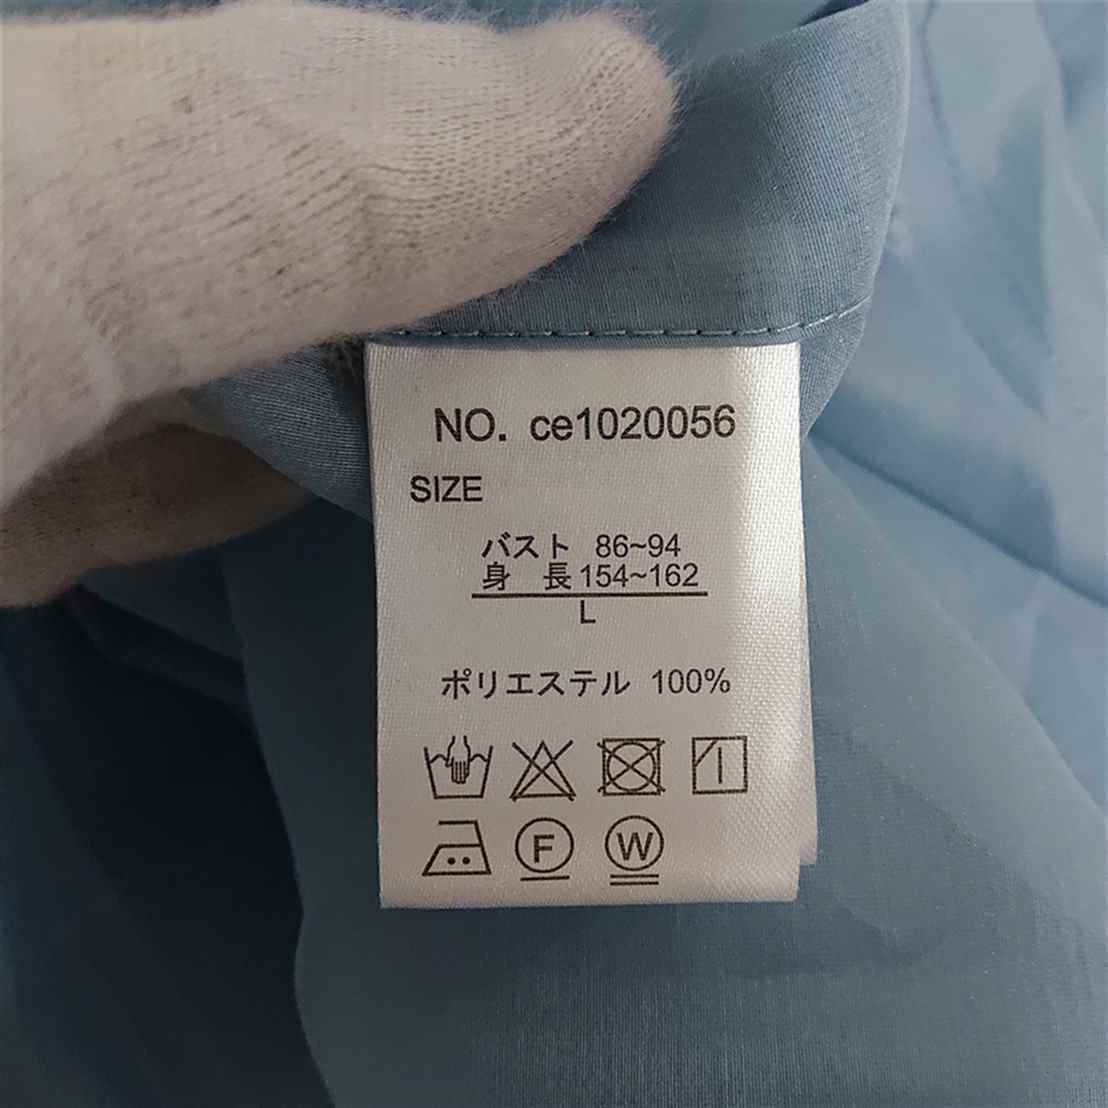 NO. ce1020056
SIZE
バスト 86~94
身 長 154~162
L
ポリエステル 100%
F W